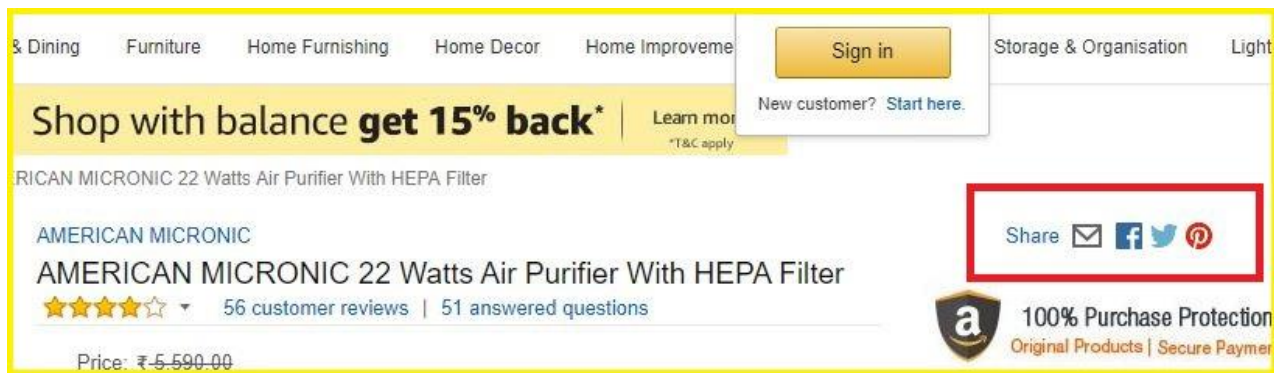 & Dining Furniture Home Furnishing Home Decor Home Improveme Storage & Organisation Light
Sign in
New customer? Start here.
Shop with balance get 15% back* Learn mor
*T&C apply
RICAN MICRONIC 22 Watts Air Purifier With HEPA Filter
AMERICAN MICRONIC
Share
AMERICAN MICRONIC 22 Watts Air Purifier With HEPA Filter
56 customer reviews | 51 answered questions
100% Purchase Protection
Original Products | Secure Paymen
Price: ₹ 5,590.00